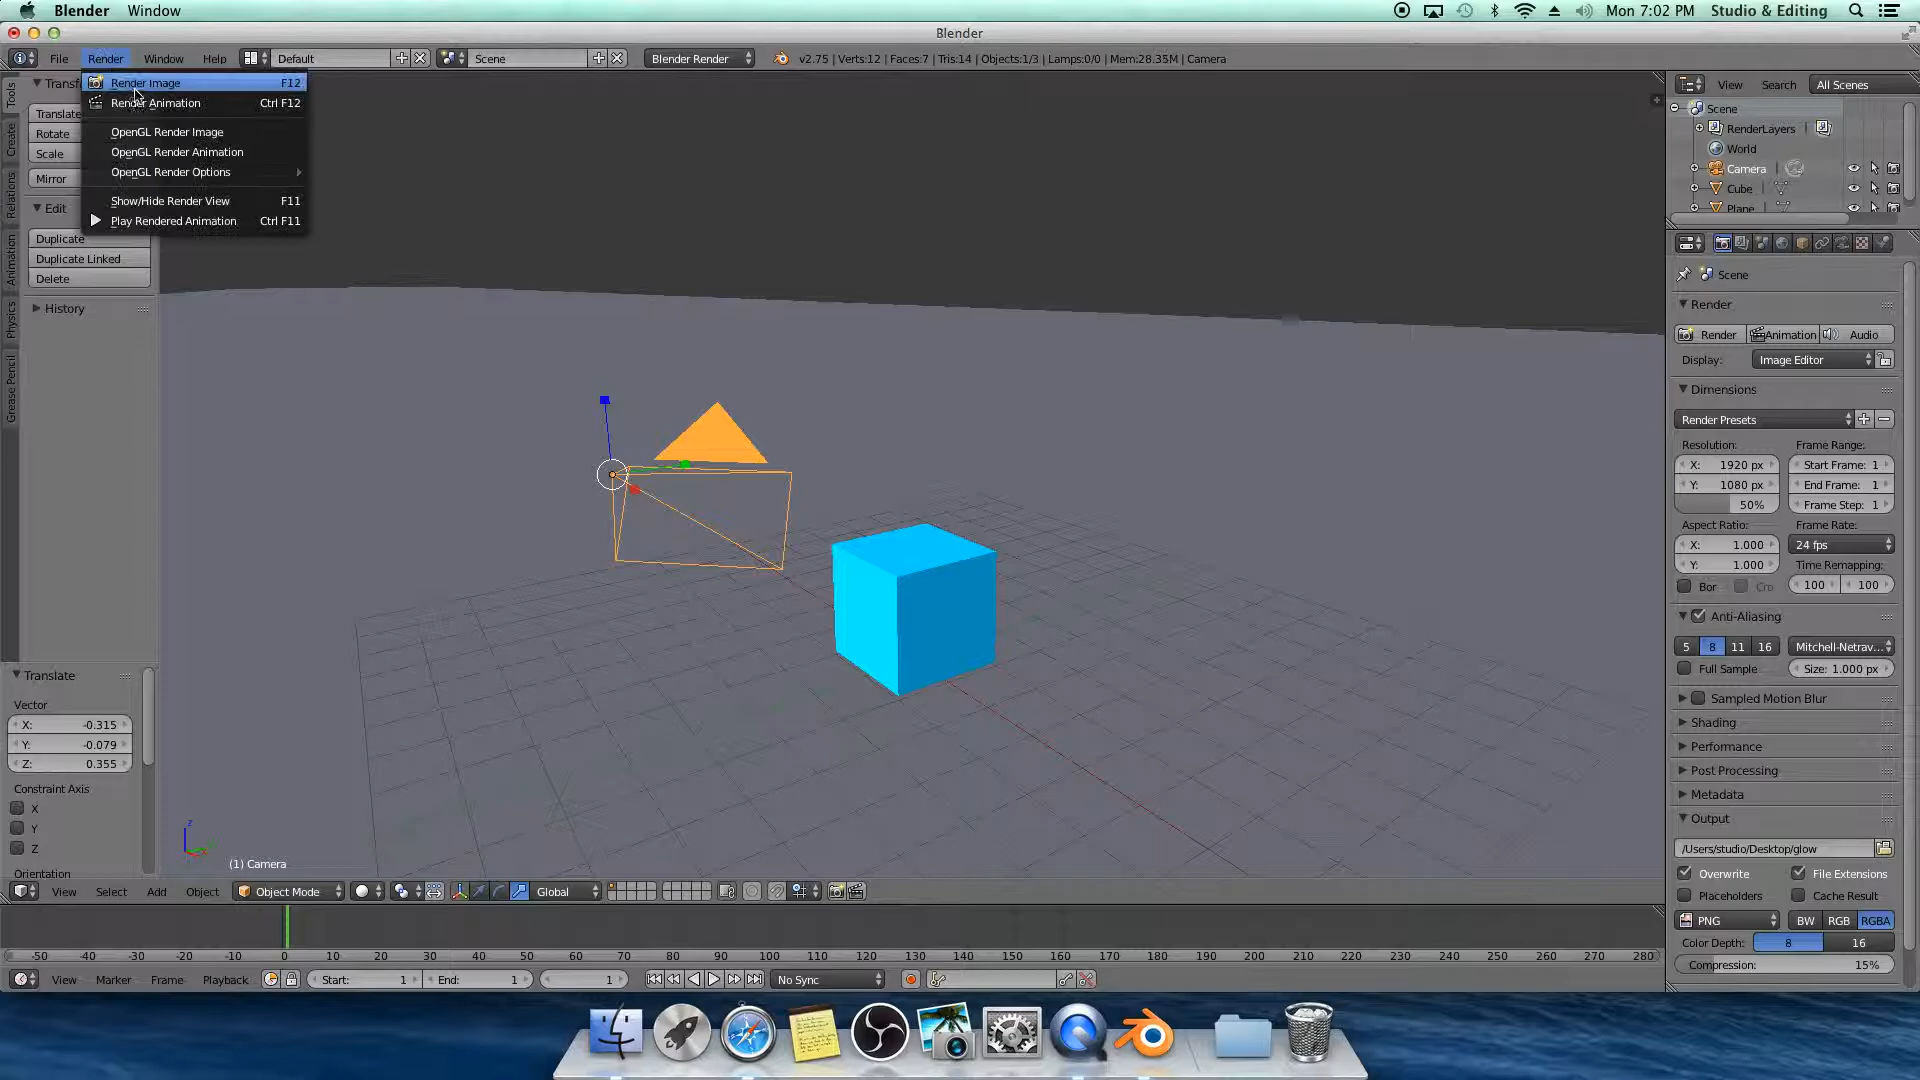 Blender Window Mon 7:02 PM Studio & Editing
Blender
File Render Window Help Default Scene Blender Render v2.75 | Verts:12 | Faces:7 | Tris:14 | Objects:1/3 | Lamps:0/0 | Mem:28.35M | Camera
Render Image F12
Render Animation Ctrl F12
OpenGL Render Image
OpenGL Render Animation
OpenGL Render Options
Show/Hide Render View F11
Play Rendered Animation Ctrl F11
Tools
Create
Relations
Animation
Physics
Grease Pencil
Transf
Translate
Rotate
Scale
Mirror
Edit
Duplicate
Duplicate Linked
Delete
History
Translate
Vector
X: -0.315
Y: -0.079
Z: 0.355
Constraint Axis
X
Y
Z
Orientation
(1) Camera
View Select Add Object Object Mode Global
-50 -40 -30 -20 -10 0 10 20 30 40 50 60 70 80 90 100 110 120 130 140 150 160 170 180 190 200 210 220 230 240 250 260 270 280
View Marker Frame Playback Start: 1 End: 1 1 No Sync
View Search All Scenes
Scene
RenderLayers
World
Camera
Cube
Plane
Scene
Render
Render Animation Audio
Display: Image Editor
Dimensions
Render Presets
Resolution: Frame Range:
X: 1920 px Start Frame: 1
Y: 1080 px End Frame: 1
50% Frame Step: 1
Aspect Ratio: Frame Rate:
X: 1.000 24 fps
Y: 1.000 Time Remapping:
Bor Cro 100 100
Anti-Aliasing
5 8 11 16 Mitchell-Netrav...
Full Sample Size: 1.000 px
Sampled Motion Blur
Shading
Performance
Post Processing
Metadata
Output
/Users/studio/Desktop/glow
Overwrite File Extensions
Placeholders Cache Result
PNG BW RGB RGBA
Color Depth: 8 16
Compression: 15%